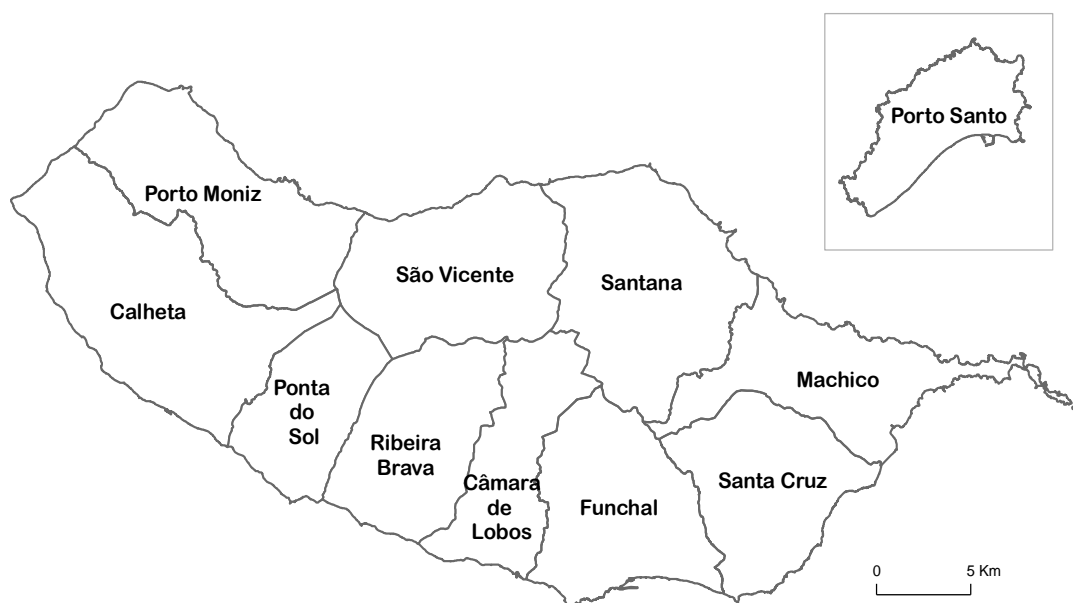 Porto Santo
Porto Moniz
São Vicente
Santana
Calheta
Machico
Ponta
do
Sol
Ribeira
Brava
Câmara
de
Lobos
Funchal
Santa Cruz
0 5 Km